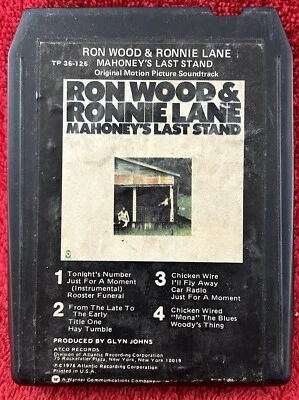 RON WOOD & RONNIE LANE
TP 36-126 MAHONEY'S LAST STAND
Original Motion Picture Soundtrack
RON WOOD &
RONNIE LANE
MAHONEY'S LAST STAND
1 Tonight's Number
Just For A Moment
(Instrumental)
Rooster Funeral
2 From The Late To
The Early
Title One
Hay Tumble
3 Chicken Wire
I'll Fly Away
Car Radio
Just For A Moment
4 Chicken Wired
"Mona" The Blues
Woody's Thing
PRODUCED BY GLYN JOHNS
ATCO RECORDS
Division of Atlantic Recording Corporation
75 Rockefeller Plaza, New York, New York 10019
℗ © 1976 Atlantic Recording Corporation
Printed in U.S.A.
A Warner Communications Company